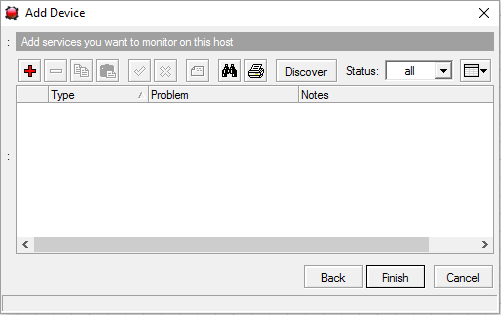 Add Device
: Add services you want to monitor on this host
Discover Status: all
Type / Problem Notes
:
Back Finish Cancel